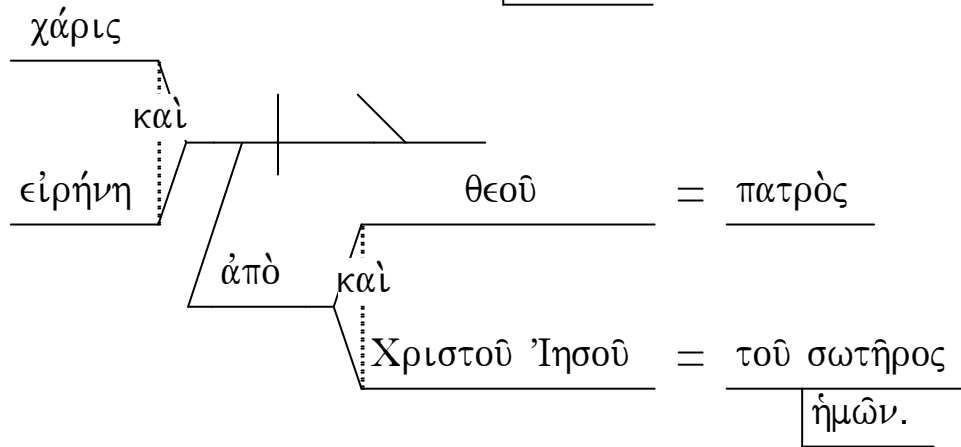 χάρις
καὶ
εἰρήνη θεοῦ = πατρὸς
ἀπὸ καὶ
Χριστοῦ Ἰησοῦ = τοῦ σωτῆρος
ἡμῶν.